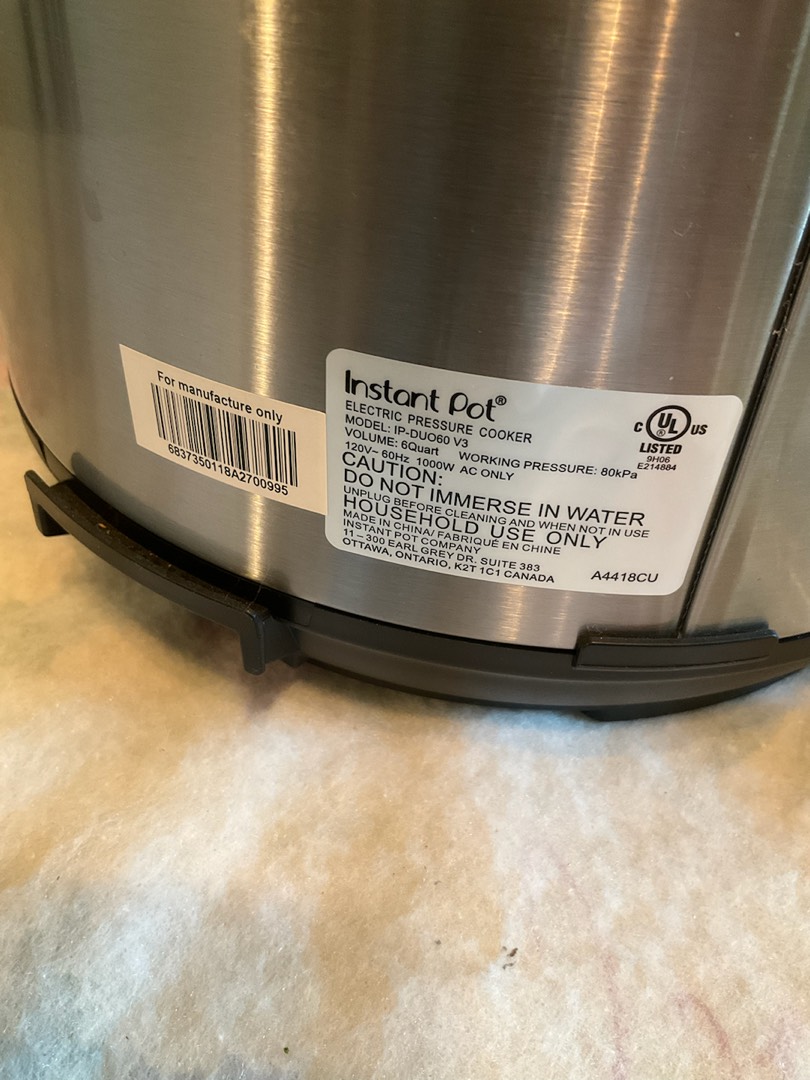 For manufacture only
6837350118A2700995
Instant Pot®
ELECTRIC PRESSURE COOKER
MODEL: IP-DUO60 V3
VOLUME: 6Quart WORKING PRESSURE: 80kPa
120V~ 60Hz 1000W AC ONLY
CAUTION:
DO NOT IMMERSE IN WATER
UNPLUG BEFORE CLEANING AND WHEN NOT IN USE
HOUSEHOLD USE ONLY
MADE IN CHINA/ FABRIQUÉ EN CHINE
INSTANT POT COMPANY
11 – 300 EARL GREY DR. SUITE 383
OTTAWA, ONTARIO, K2T 1C1 CANADA
A4418CU
C UL® US
LISTED
9H06
E214884